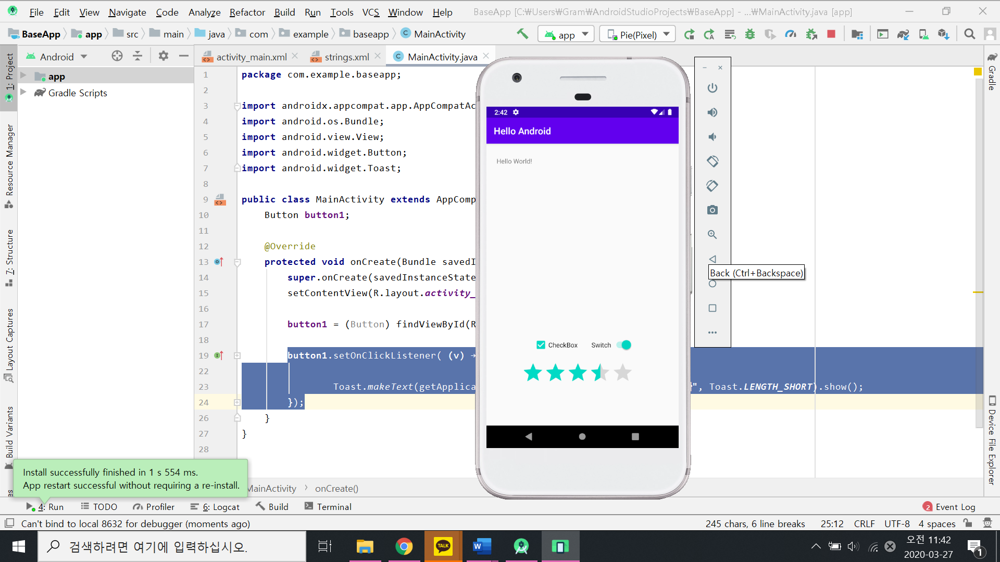 File Edit View Navigate Code Analyze Refactor Build Run Tools VCS Window Help BaseApp [C:₩Users₩Gram₩AndroidStudioProjects₩BaseApp] - ...₩MainActivity.java [app]
BaseApp app src main java com example baseapp MainActivity app Pie(Pixel)
Android activity_main.xml strings.xml MainActivity.java
1: Project
Resource Manager
7: Structure
Layout Captures
Build Variants
app
Gradle Scripts
1 package com.example.baseapp;
2
3 import androidx.appcompat.app.AppCompatAc
4 import android.os.Bundle;
5 import android.view.View;
6 import android.widget.Button;
7 import android.widget.Toast;
8
9 public class MainActivity extends AppComp
10 Button button1;
11
12 @Override
13 protected void onCreate(Bundle savedI
14 super.onCreate(savedInstanceState
15 setContentView(R.layout.activity_
16
17 button1 = (Button) findViewById(R
18
19 button1.setOnClickListener( (v) →
22
23 Toast.makeText(getApplica ", Toast.LENGTH_SHORT).show();
24 });
26 }
27 }
28
2:42
Hello Android
Hello World!
CheckBox Switch
Back (Ctrl+Backspace)
Gradle
Device File Explorer
Install successfully finished in 1 s 554 ms.
App restart successful without requiring a re-install.
MainActivity onCreate()
4: Run TODO Profiler 6: Logcat Build Terminal 2 Event Log
Can't bind to local 8632 for debugger (moments ago) 245 chars, 6 line breaks 25:12 CRLF UTF-8 4 spaces
검색하려면 여기에 입력하십시오.
TALK
오전 11:42
2020-03-27
1